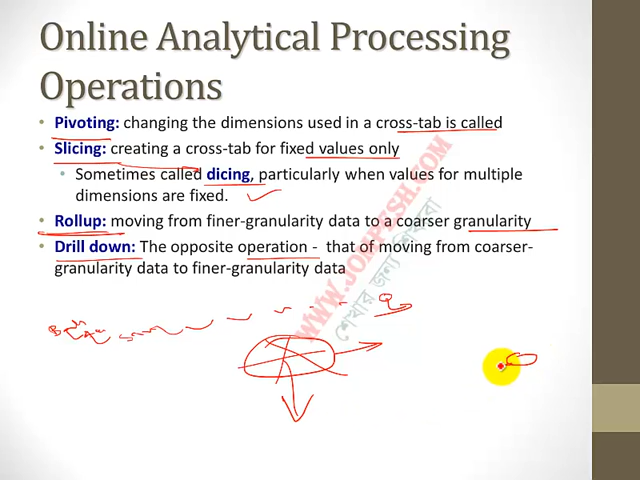 Online Analytical Processing
Operations
• Pivoting: changing the dimensions used in a cross-tab is called
• Slicing: creating a cross-tab for fixed values only
• Sometimes called dicing, particularly when values for multiple
dimensions are fixed.
• Rollup: moving from finer-granularity data to a coarser granularity
• Drill down: The opposite operation - that of moving from coarser-
granularity data to finer-granularity data
WWW.JOMPESH.COM
শেখার জন্য শেখাবো